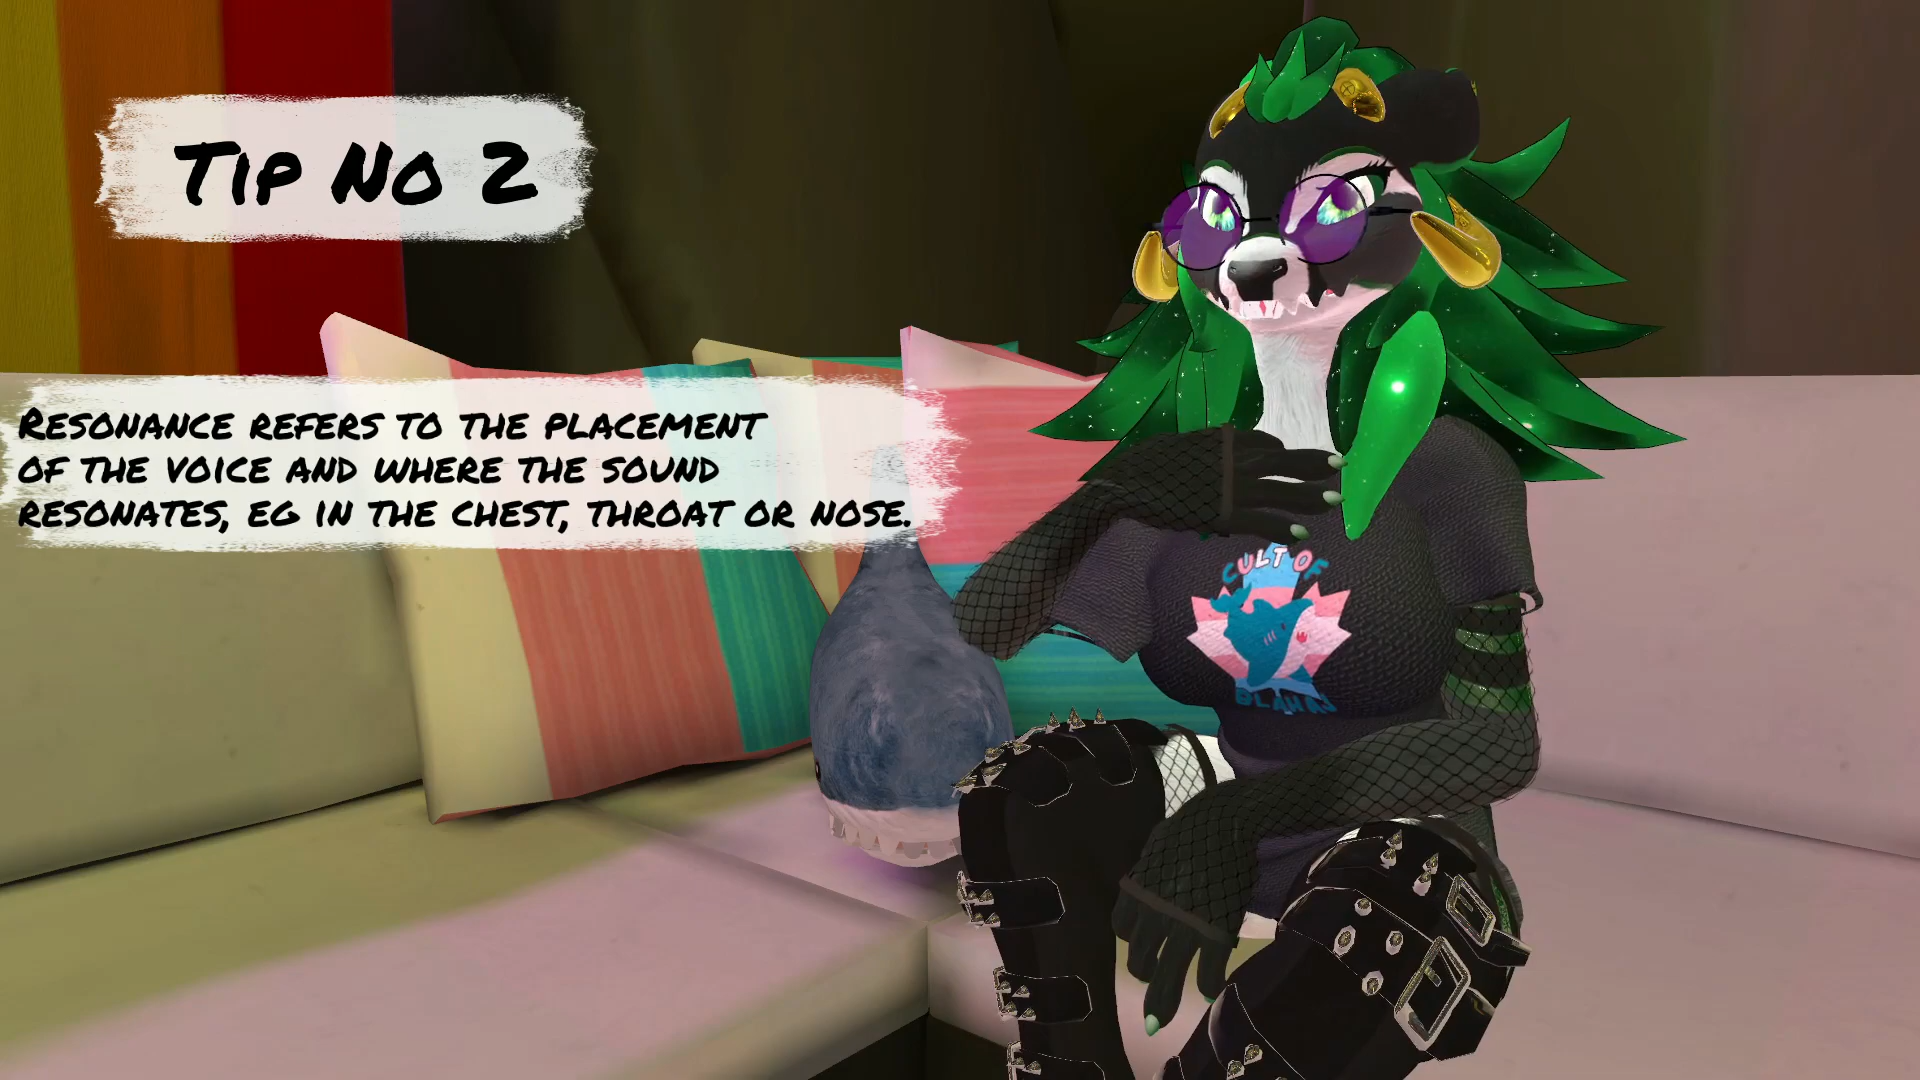 Tip No 2
Resonance refers to the placement
of the voice and where the sound
resonates, eg in the chest, throat or nose.
CULT OF
BLAHAJ